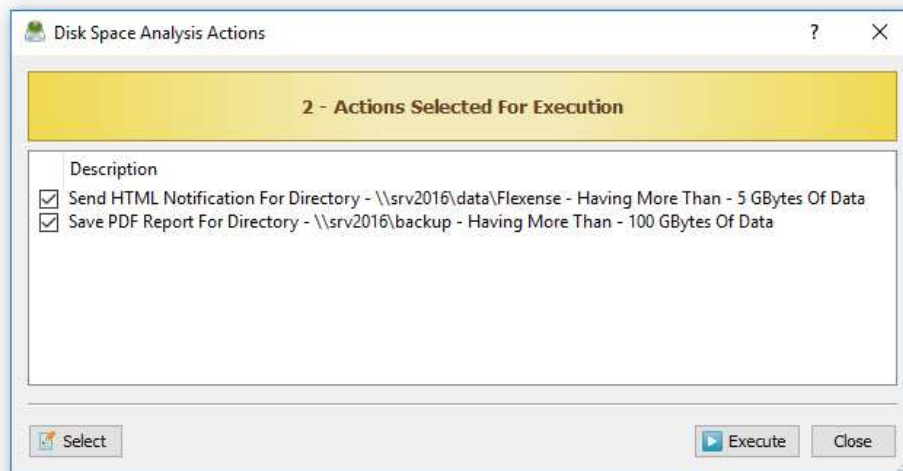 Disk Space Analysis Actions ?
2 - Actions Selected For Execution
Description
Send HTML Notification For Directory - \\srv2016\data\Flexense - Having More Than - 5 GBytes Of Data
Save PDF Report For Directory - \\srv2016\backup - Having More Than - 100 GBytes Of Data
Select Execute Close